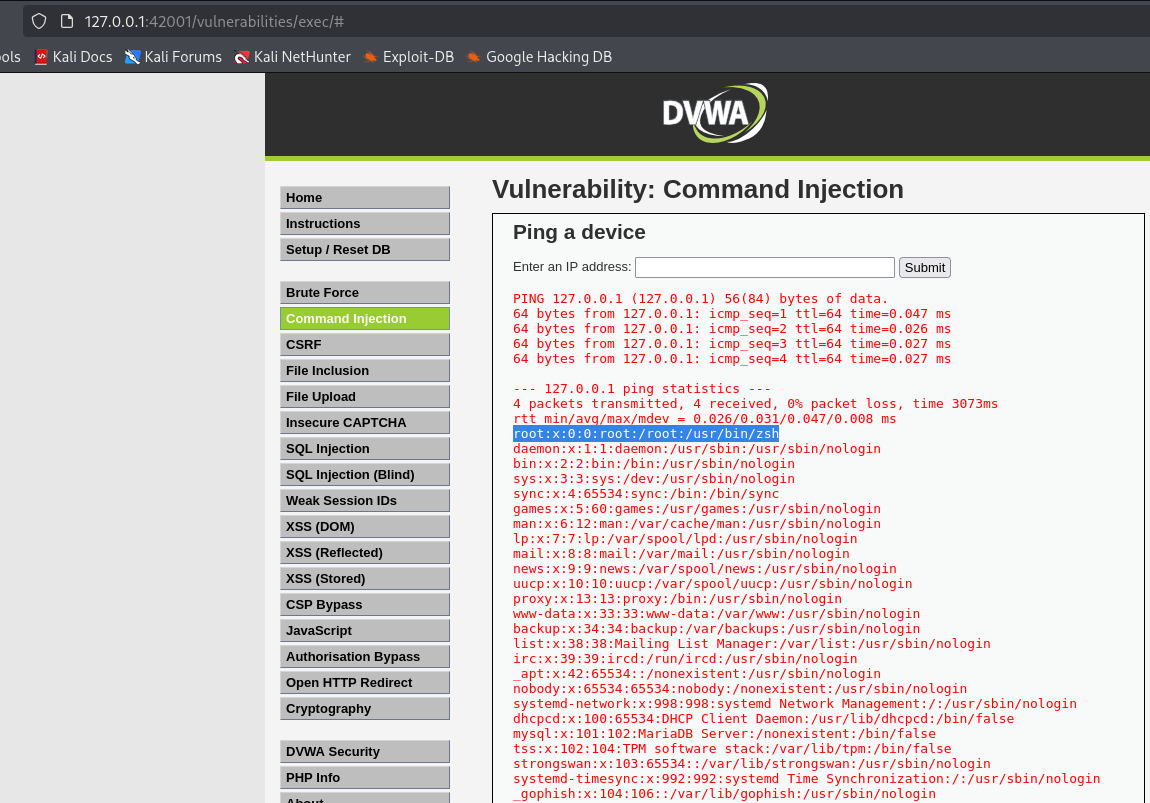 127.0.0.1:42001/vulnerabilities/exec/#
ols Kali Docs Kali Forums Kali NetHunter Exploit-DB Google Hacking DB
DVWA
Home
Instructions
Setup / Reset DB
Brute Force
Command Injection
CSRF
File Inclusion
File Upload
Insecure CAPTCHA
SQL Injection
SQL Injection (Blind)
Weak Session IDs
XSS (DOM)
XSS (Reflected)
XSS (Stored)
CSP Bypass
JavaScript
Authorisation Bypass
Open HTTP Redirect
Cryptography
DVWA Security
PHP Info
About
Vulnerability: Command Injection
Ping a device
Enter an IP address: Submit
PING 127.0.0.1 (127.0.0.1) 56(84) bytes of data.
64 bytes from 127.0.0.1: icmp_seq=1 ttl=64 time=0.047 ms
64 bytes from 127.0.0.1: icmp_seq=2 ttl=64 time=0.026 ms
64 bytes from 127.0.0.1: icmp_seq=3 ttl=64 time=0.027 ms
64 bytes from 127.0.0.1: icmp_seq=4 ttl=64 time=0.027 ms
--- 127.0.0.1 ping statistics ---
4 packets transmitted, 4 received, 0% packet loss, time 3073ms
rtt min/avg/max/mdev = 0.026/0.031/0.047/0.008 ms
root:x:0:0:root:/root:/usr/bin/zsh
daemon:x:1:1:daemon:/usr/sbin:/usr/sbin/nologin
bin:x:2:2:bin:/bin:/usr/sbin/nologin
sys:x:3:3:sys:/dev:/usr/sbin/nologin
sync:x:4:65534:sync:/bin:/bin/sync
games:x:5:60:games:/usr/games:/usr/sbin/nologin
man:x:6:12:man:/var/cache/man:/usr/sbin/nologin
lp:x:7:7:lp:/var/spool/lpd:/usr/sbin/nologin
mail:x:8:8:mail:/var/mail:/usr/sbin/nologin
news:x:9:9:news:/var/spool/news:/usr/sbin/nologin
uucp:x:10:10:uucp:/var/spool/uucp:/usr/sbin/nologin
proxy:x:13:13:proxy:/bin:/usr/sbin/nologin
www-data:x:33:33:www-data:/var/www:/usr/sbin/nologin
backup:x:34:34:backup:/var/backups:/usr/sbin/nologin
list:x:38:38:Mailing List Manager:/var/list:/usr/sbin/nologin
irc:x:39:39:ircd:/run/ircd:/usr/sbin/nologin
_apt:x:42:65534::/nonexistent:/usr/sbin/nologin
nobody:x:65534:65534:nobody:/nonexistent:/usr/sbin/nologin
systemd-network:x:998:998:systemd Network Management:/:/usr/sbin/nologin
dhcpcd:x:100:65534:DHCP Client Daemon:/usr/lib/dhcpcd:/bin/false
mysql:x:101:102:MariaDB Server:/nonexistent:/bin/false
tss:x:102:104:TPM software stack:/var/lib/tpm:/bin/false
strongswan:x:103:65534::/var/lib/strongswan:/usr/sbin/nologin
systemd-timesync:x:992:992:systemd Time Synchronization:/:/usr/sbin/nologin
_gophish:x:104:106::/var/lib/gophish:/usr/sbin/nologin